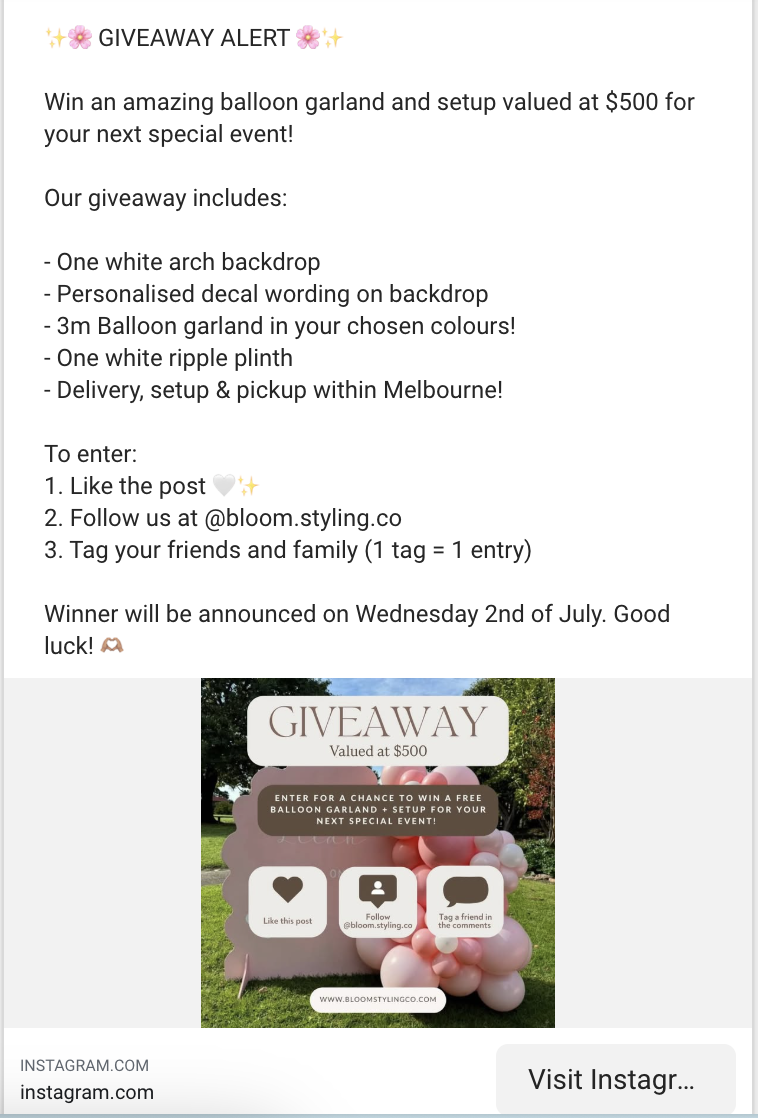 ✨🌸 GIVEAWAY ALERT 🌸✨
Win an amazing balloon garland and setup valued at $500 for
your next special event!
Our giveaway includes:
- One white arch backdrop
- Personalised decal wording on backdrop
- 3m Balloon garland in your chosen colours!
- One white ripple plinth
- Delivery, setup & pickup within Melbourne!
To enter:
1. Like the post 🤍✨
2. Follow us at @bloom.styling.co
3. Tag your friends and family (1 tag = 1 entry)
Winner will be announced on Wednesday 2nd of July. Good
luck! 🫶🏽
GIVEAWAY
Valued at $500
ENTER FOR A CHANCE TO WIN A FREE
BALLOON GARLAND + SETUP FOR YOUR
NEXT SPECIAL EVENT!
Like this post
Follow
@bloom.styling.co
Tag a friend in
the comments
WWW.BLOOMSTYLINGCO.COM
INSTAGRAM.COM
instagram.com
Visit Instagr...